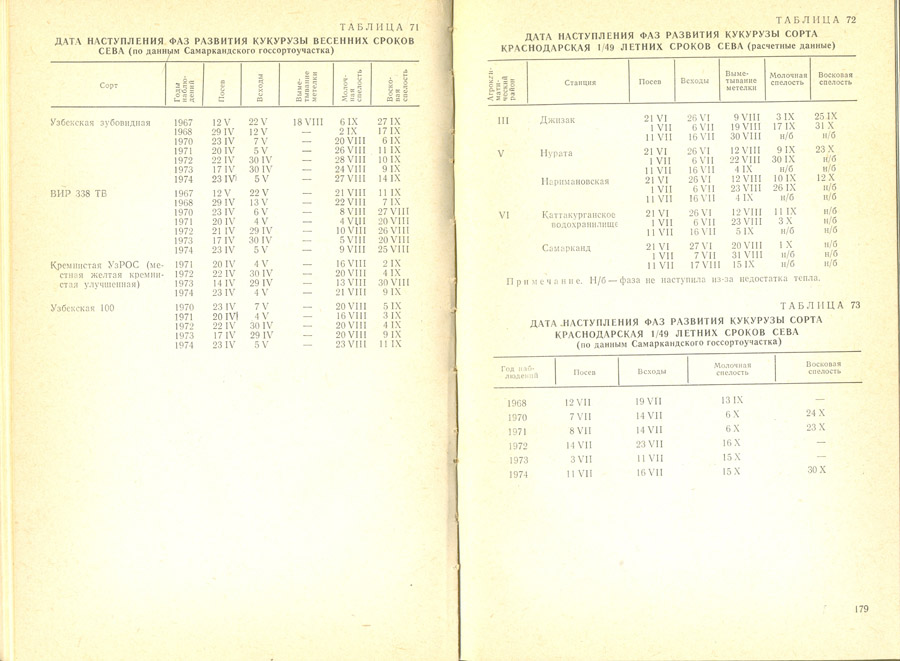 ТАБЛИЦА 71
ДАТА НАСТУПЛЕНИЯ ФАЗ РАЗВИТИЯ КУКУРУЗЫ ВЕСЕННИХ СРОКОВ
СЕВА (по данным Самаркандского госсортоучастка)
Сорт Годы наблюдений Посев Всходы Выметывание метелки Молочная спелость Восковая спелость
Узбекская зубовидная 1967 12 V 22 V 18 VIII 6 IX 27 IX
1968 29 IV 12 V — 2 IX 17 IX
1970 23 IV 7 V — 20 VIII 6 IX
1971 20 IV 5 V — 26 VIII 11 IX
1972 22 IV 30 IV — 28 VIII 10 IX
1973 17 IV 30 IV — 24 VIII 9 IX
1974 23 IV 5 V — 27 VIII 14 IX
ВИР 338 ТВ 1967 12 V 22 V — 21 VIII 11 IX
1968 29 IV 13 V — 22 VIII 7 IX
1970 23 IV 6 V — 8 VIII 27 VIII
1971 20 IV 4 V — 4 VIII 20 VIII
1972 21 IV 29 IV — 10 VIII 26 VIII
1973 17 IV 30 IV — 5 VIII 20 VIII
1974 23 IV 5 V — 9 VIII 25 VIII
Кремнистая УзРОС (ме- 1971 20 IV 4 V — 16 VIII 2 IX
стная желтая кремни- 1972 22 IV 30 IV — 20 VIII 4 IX
стая улучшенная) 1973 14 IV 29 IV — 13 VIII 30 VIII
1974 23 IV 4 V — 21 VIII 9 IX
Узбекская 100 1970 23 IV 7 V — 20 VIII 5 IX
1971 20 IV 4 V — 16 VIII 3 IX
1972 22 IV 30 IV — 20 VIII 4 IX
1973 17 IV 29 IV — 20 VIII 9 IX
1974 23 IV 5 V — 23 VIII 11 IX
ТАБЛИЦА 72
ДАТА НАСТУПЛЕНИЯ ФАЗ РАЗВИТИЯ КУКУРУЗЫ СОРТА
КРАСНОДАРСКАЯ 1/49 ЛЕТНИХ СРОКОВ СЕВА (расчетные данные)
Агроклиматический район Станция Посев Всходы Выметывание метелки Молочная спелость Восковая спелость
III Джизак 21 VI 26 VI 9 VIII 3 IX 25 IX
1 VII 6 VII 19 VIII 17 IX 31 X
11 VII 16 VII 30 VIII н/б н/б
V Нурата 21 VI 26 VI 12 VIII 9 IX 23 X
1 VII 6 VII 22 VIII 30 IX н/б
11 VII 16 VII 4 IX н/б н/б
Наримановская 21 VI 26 VI 12 VIII 10 IX 12 X
1 VII 6 VII 23 VIII 26 IX н/б
11 VII 16 VII 4 IX н/б н/б
VI Каттакурганское 21 VI 26 VI 12 VIII 11 IX н/б
водохранилище 1 VII 6 VII 23 VIII 3 X н/б
11 VII 16 VII 5 IX н/б н/б
Самарканд 21 VI 27 VI 20 VIII 1 X н/б
1 VII 7 VII 31 VIII н/б н/б
11 VII 17 VIII 15 IX н/б н/б
Примечание. Н/б — фаза не наступила из-за недостатка тепла.
ТАБЛИЦА 73
ДАТА НАСТУПЛЕНИЯ ФАЗ РАЗВИТИЯ КУКУРУЗЫ СОРТА
КРАСНОДАРСКАЯ 1/49 ЛЕТНИХ СРОКОВ СЕВА
(по данным Самаркандского госсортоучастка)
Год наб- Посев Всходы Молочная Восковая
людений спелость спелость
1968 12 VII 19 VII 13 IX —
1970 7 VII 14 VII 6 X 24 X
1971 8 VII 14 VII 6 X 23 X
1972 14 VII 23 VII 16 X —
1973 3 VII 11 VII 15 X —
1974 11 VII 16 VII 15 X 30 X
179